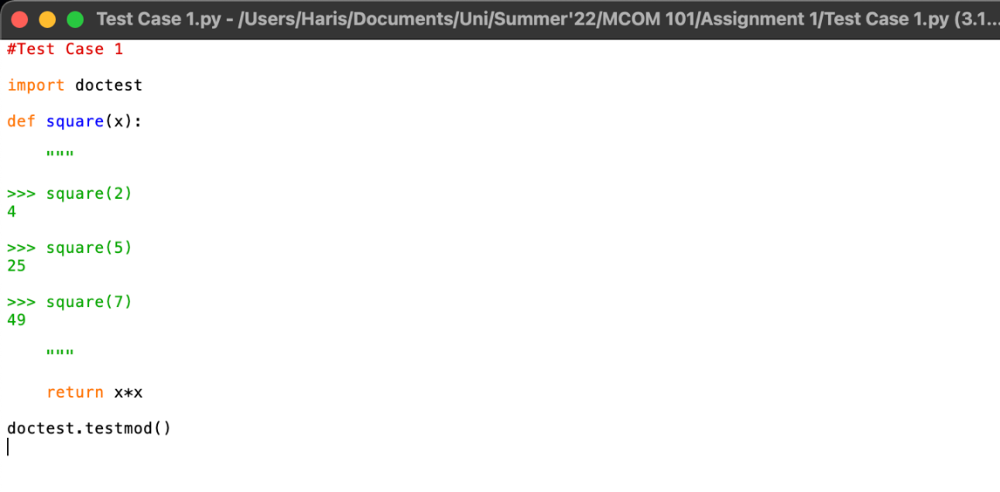 Test Case 1.py - /Users/Haris/Documents/Uni/Summer'22/MCOM 101/Assignment 1/Test Case 1.py (3.1...
#Test Case 1
import doctest
def square(x):
    """
>>> square(2)
4
>>> square(5)
25
>>> square(7)
49
    """
    return x*x
doctest.testmod()